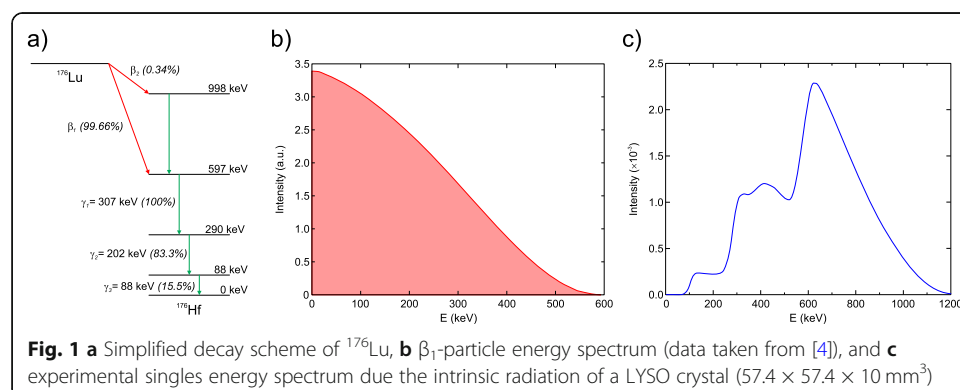 a)
¹⁷⁶Lu
β₂ (0.34%)
998 keV
β₁ (99.66%)
597 keV
γ₁= 307 keV (100%)
290 keV
γ₂= 202 keV (83.3%)
88 keV
γ₃= 88 keV (15.5%)
0 keV
¹⁷⁶Hf
b)
3.5
3.0
2.5
2.0
1.5
1.0
0.5
0.0
Intensity (a.u.)
0 100 200 300 400 500 600
E (keV)
c)
2.5
2.0
1.5
1.0
0.5
0.0
Intensity (×10⁻³)
0 200 400 600 800 1000 1200
E (keV)
Fig. 1 a Simplified decay scheme of ¹⁷⁶Lu, b β₁-particle energy spectrum (data taken from [4]), and c
experimental singles energy spectrum due the intrinsic radiation of a LYSO crystal (57.4 × 57.4 × 10 mm³)